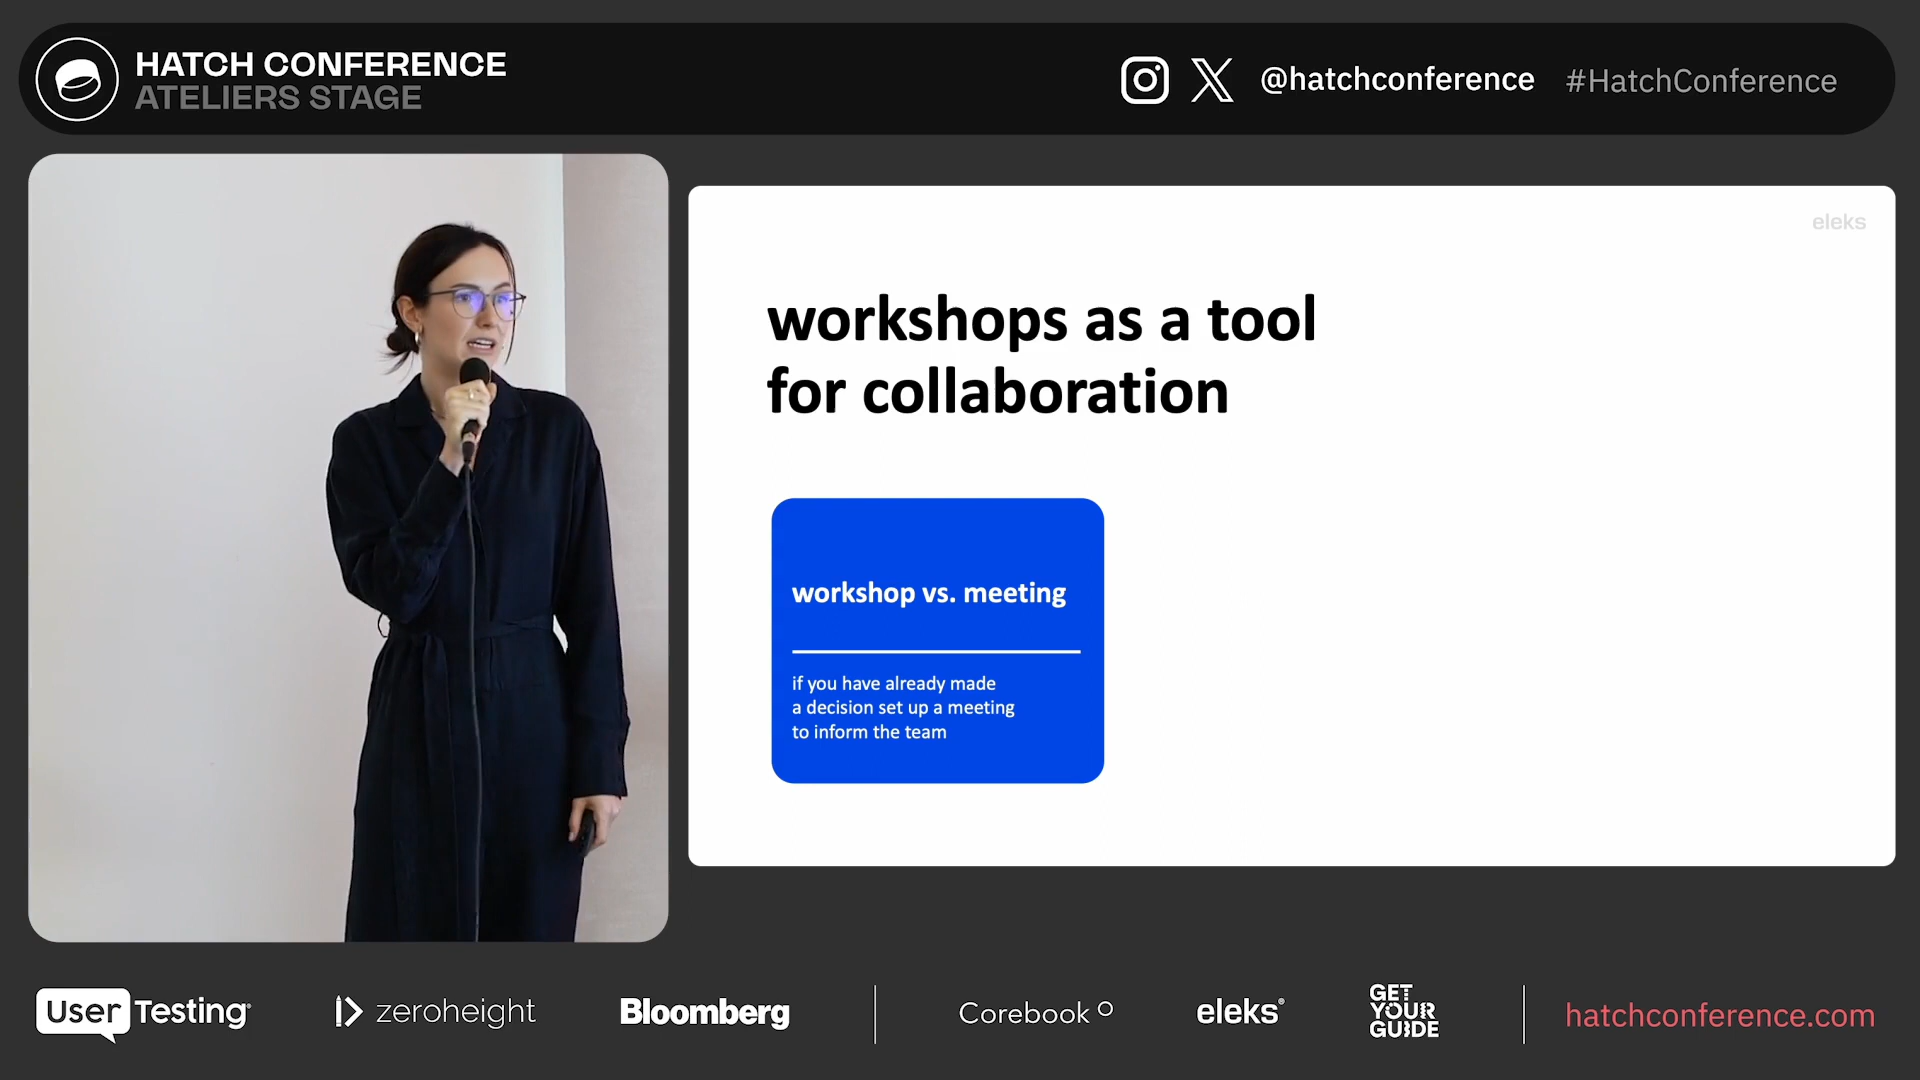 HATCH CONFERENCE
ATELIERS STAGE
@hatchconference #HatchConference
eleks
workshops as a tool
for collaboration
workshop vs. meeting
if you have already made
a decision set up a meeting
to inform the team
UserTesting
zeroheight
Bloomberg
Corebook
eleks
GET
YOUR
GUIDE
hatchconference.com